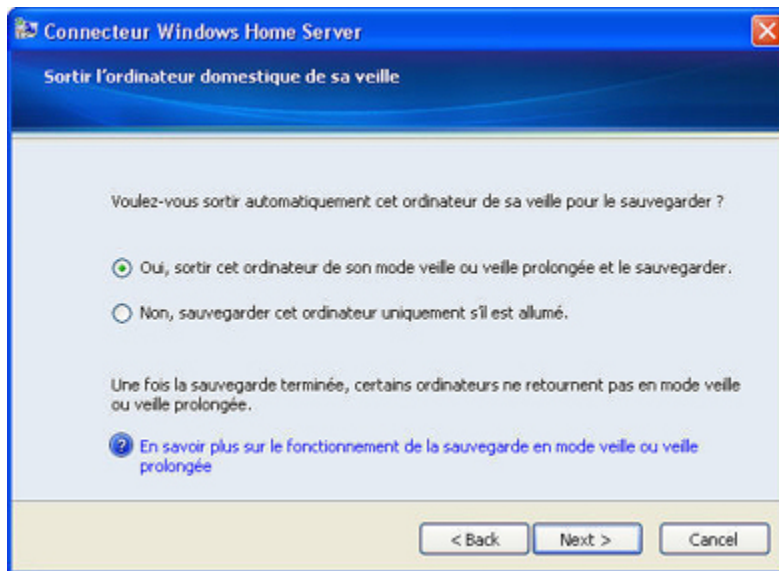 Connecteur Windows Home Server
Sortir l'ordinateur domestique de sa veille
Voulez-vous sortir automatiquement cet ordinateur de sa veille pour le sauvegarder ?
Oui, sortir cet ordinateur de son mode veille ou veille prolongée et le sauvegarder.
Non, sauvegarder cet ordinateur uniquement s'il est allumé.
Une fois la sauvegarde terminée, certains ordinateurs ne retournent pas en mode veille
ou veille prolongée.
En savoir plus sur le fonctionnement de la sauvegarde en mode veille ou veille
prolongée
< Back Next > Cancel